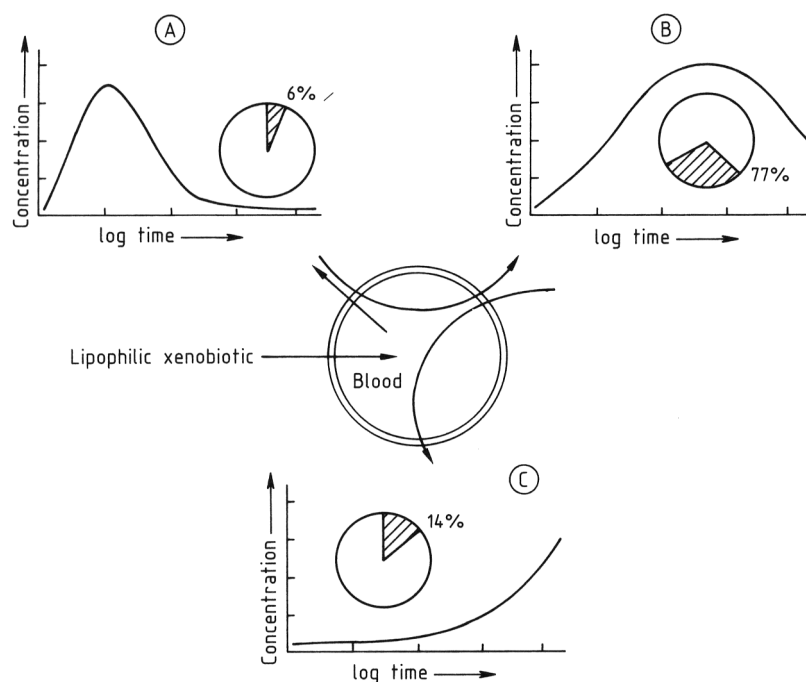 A
Concentration
6%
log time
B
Concentration
77%
log time
Lipophilic xenobiotic
Blood
C
Concentration
14%
log time